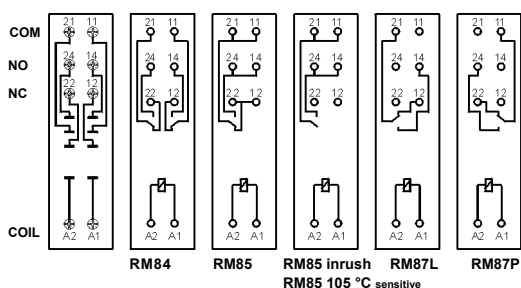 21 11 21 11 21 11 21 11 21 11 21 11
COM
24 14 24 14 24 14 24 14 24 14 24 14
NO
22 12 22 12 22 12 22 12 22 12 22 12
NC
COIL
A2 A1 A2 A1 A2 A1 A2 A1 A2 A1 A2 A1
RM84 RM85 RM85 inrush RM87L RM87P
RM85 105 °C sensitive